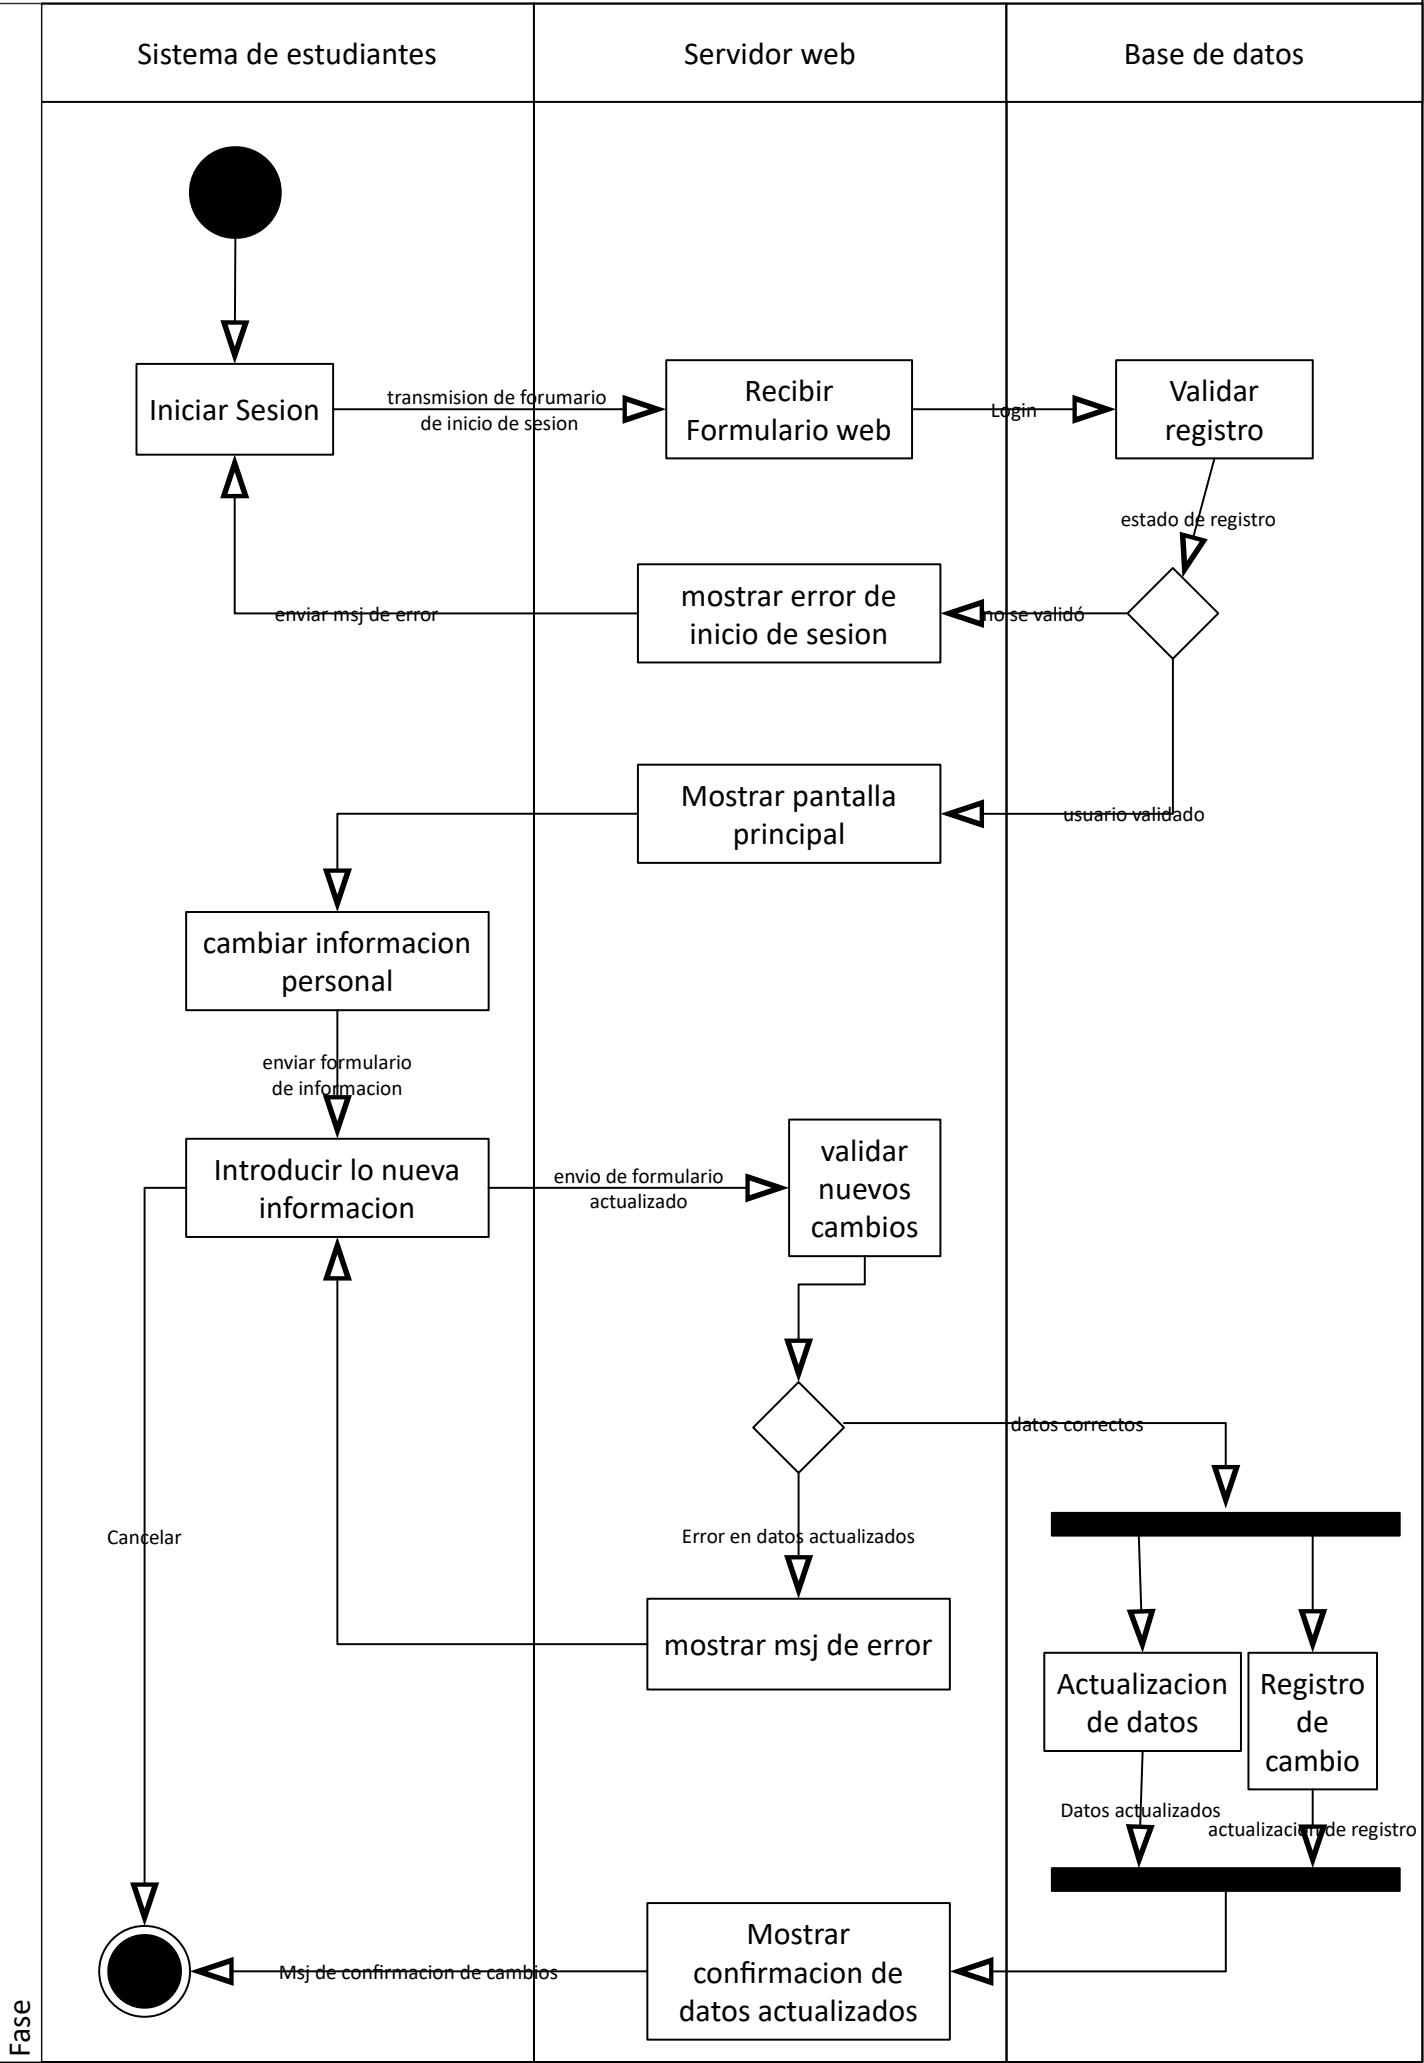 Sistema de estudiantes
Servidor web
Base de datos
Iniciar Sesion
transmision de forumario
de inicio de sesion
Recibir
Formulario web
Login
Validar
registro
estado de registro
mostrar error de
inicio de sesion
enviar msj de error
no se validó
Mostrar pantalla
principal
usuario validado
cambiar informacion
personal
enviar formulario
de informacion
Introducir lo nueva
informacion
envio de formulario
actualizado
validar
nuevos
cambios
datos correctos
Cancelar
Error en datos actualizados
mostrar msj de error
Actualizacion
de datos
Registro
de
cambio
Datos actualizados
actualizacion de registro
Mostrar
confirmacion de
datos actualizados
Msj de confirmacion de cambios
Fase